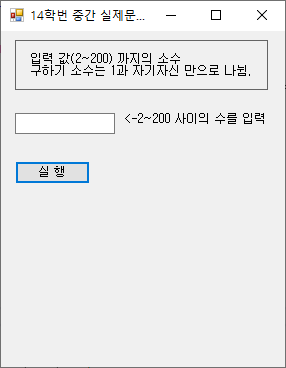 14학번 중간 실제문...
입력 값(2~200) 까지의 소수
구하기 소수는 1과 자기자신 만으로 나뉨.
<-2~200 사이의 수를 입력
실 행